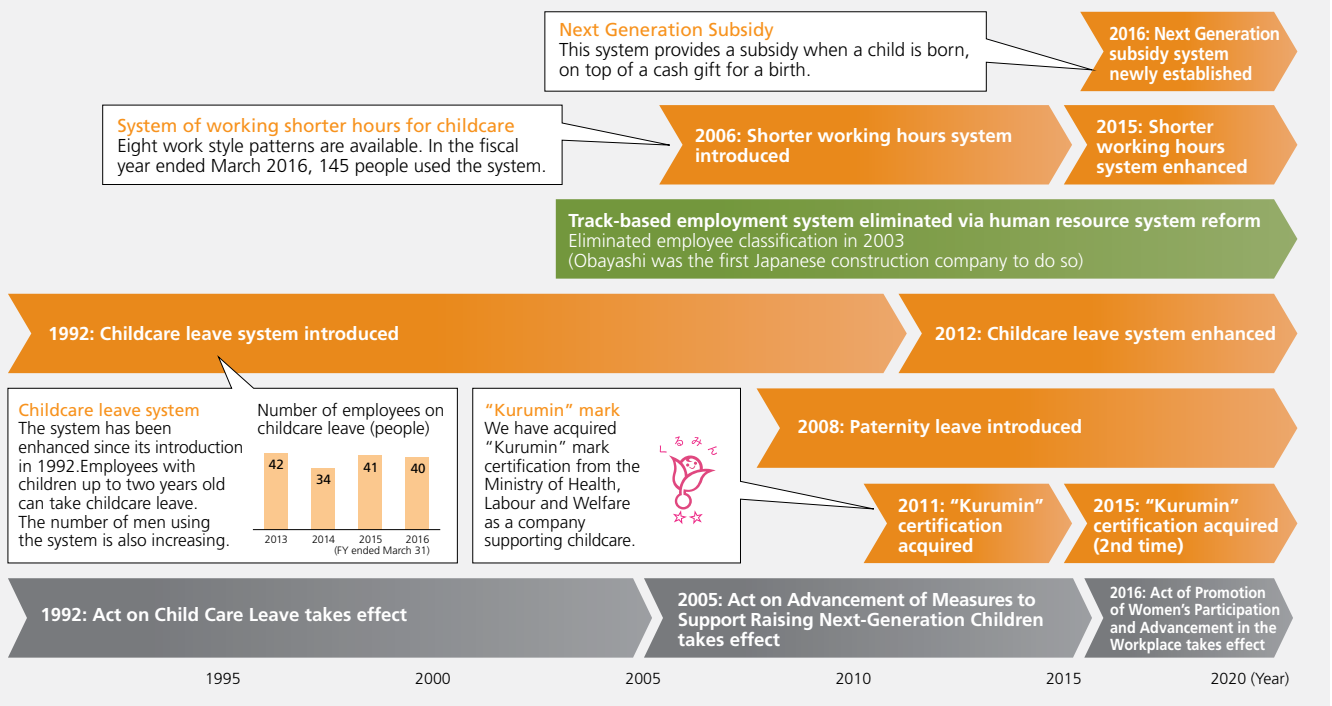 Next Generation Subsidy
This system provides a subsidy when a child is born,
on top of a cash gift for a birth.
2016: Next Generation
subsidy system
newly established
System of working shorter hours for childcare
Eight work style patterns are available. In the fiscal
year ended March 2016, 145 people used the system.
2006: Shorter working hours system
introduced
2015: Shorter
working hours
system enhanced
Track-based employment system eliminated via human resource system reform
Eliminated employee classification in 2003
(Obayashi was the first Japanese construction company to do so)
1992: Childcare leave system introduced
2012: Childcare leave system enhanced
Childcare leave system
The system has been
enhanced since its introduction
in 1992.Employees with
children up to two years old
can take childcare leave.
The number of men using
the system is also increasing.
Number of employees on
childcare leave (people)
42
34
41
40
2013
2014
2015
2016
(FY ended March 31)
“Kurumin” mark
We have acquired
“Kurumin” mark
certification from the
Ministry of Health,
Labour and Welfare
as a company
supporting childcare.
くるみん
2008: Paternity leave introduced
2011: “Kurumin”
certification
acquired
2015: “Kurumin”
certification acquired
(2nd time)
1992: Act on Child Care Leave takes effect
2005: Act on Advancement of Measures to
Support Raising Next-Generation Children
takes effect
2016: Act of Promotion
of Women’s Participation
and Advancement in the
Workplace takes effect
1995
2000
2005
2010
2015
2020 (Year)